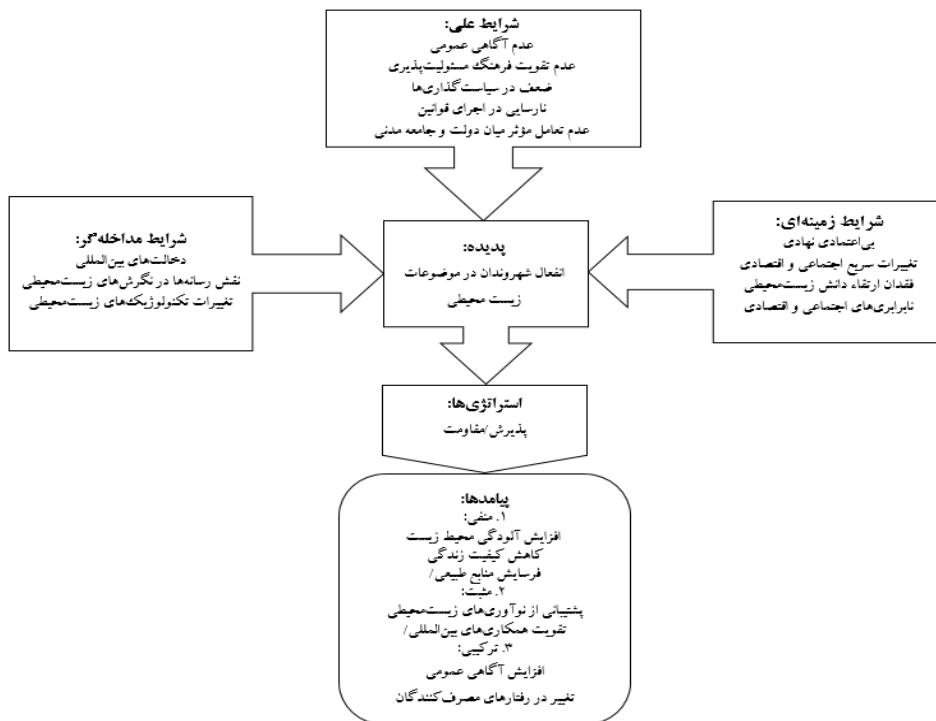 شرایط علی:
عدم آگاهی عمومی
عدم تقویت فرهنگ مسئولیت‌پذیری
ضعف در سیاست‌گذاری‌ها
نارسایی در اجرای قوانین
عدم تعامل مؤثر میان دولت و جامعه مدنی
شرایط زمینه‌ای:
بی‌اعتمادی نهادی
تغییرات سریع اجتماعی و اقتصادی
فقدان ارتقاء دانش زیست‌محیطی
نابرابری‌های اجتماعی و اقتصادی
پدیده:
انفعال شهروندان در موضوعات
زیست محیطی
شرایط مداخله‌گو:
دخالت‌های بین‌المللی
نقش رسانه‌ها در نگرش‌های زیست‌محیطی
تغییرات تکنولوژیک‌های زیست‌محیطی
استراتژی‌ها:
پذیرش/مقاومت
پیامدها:
۱. منفی:
افزایش آلودگی محیط زیست
کاهش کیفیت زندگی
فرسایش منابع طبیعی/
۲. مثبت:
پشتیبانی از نوآوری‌های زیست‌محیطی
تقویت همکاری‌های بین‌المللی/
۳. ترکیبی:
افزایش آگاهی عمومی
تغییر در رفتارهای مصرف‌کنندگان